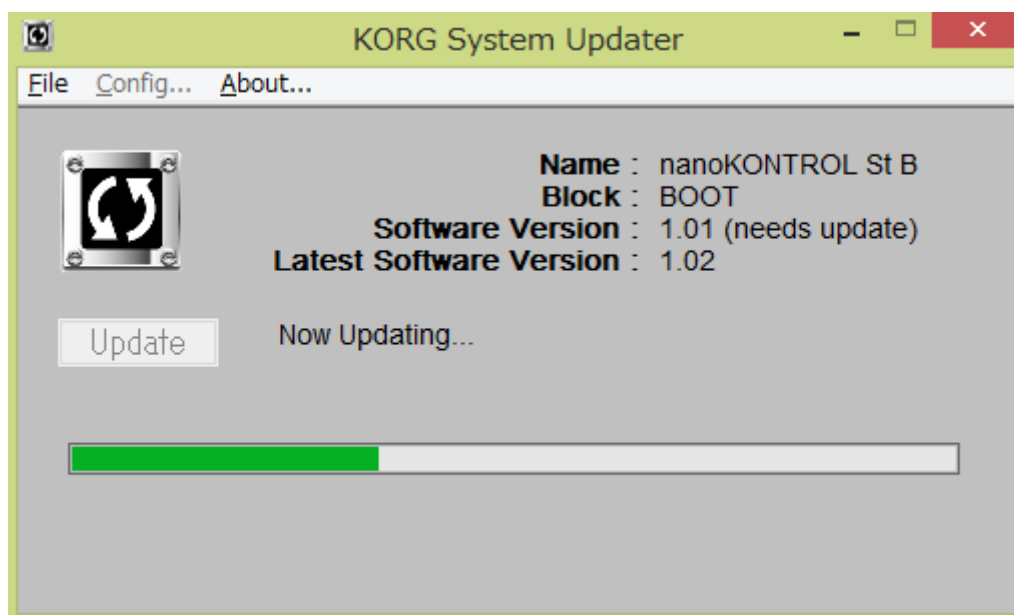 KORG System Updater
File Config... About...
Name : nanoKONTROL St B
Block : BOOT
Software Version : 1.01 (needs update)
Latest Software Version : 1.02
Update Now Updating...